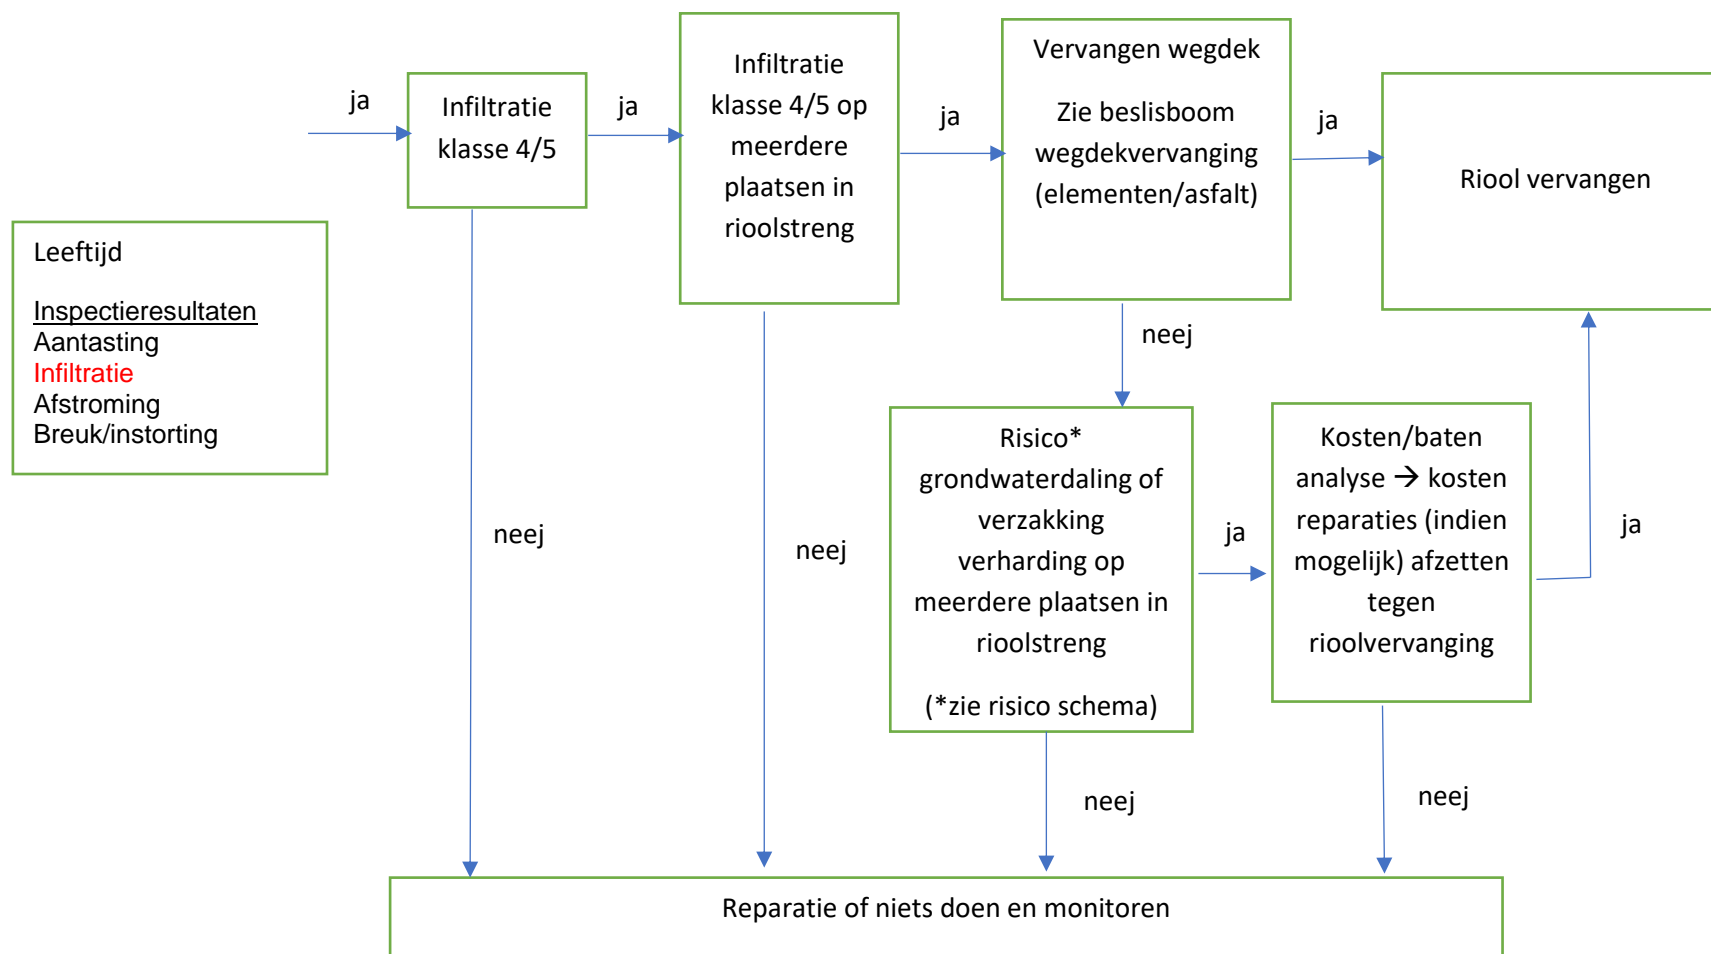 Leeftijd
Inspectieresultaten
Aantasting
Infiltratie
Afstroming
Breuk/instorting
ja
Infiltratie
klasse 4/5
ja
Infiltratie
klasse 4/5 op
meerdere
plaatsen in
rioolstreng
ja
Vervangen wegdek
Zie beslisboom
wegdekvervanging
(elementen/asfalt)
ja
Riool vervangen
neej
neej
neej
Risico*
grondwaterdaling of
verzakking
verharding op
meerdere plaatsen in
rioolstreng
(*zie risico schema)
ja
Kosten/baten
analyse → kosten
reparaties (indien
mogelijk) afzetten
tegen
rioolvervanging
ja
neej
neej
Reparatie of niets doen en monitoren